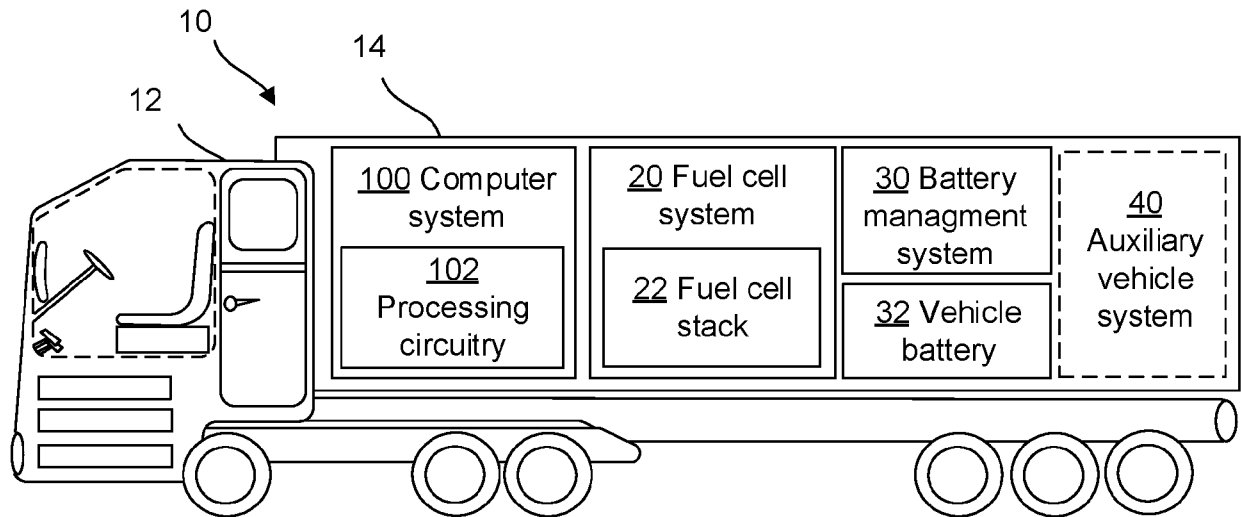 10
14
12
100 Computer
system
102
Processing
circuitry
20 Fuel cell
system
22 Fuel cell
stack
30 Battery
managment
system
32 Vehicle
battery
40
Auxiliary
vehicle
system